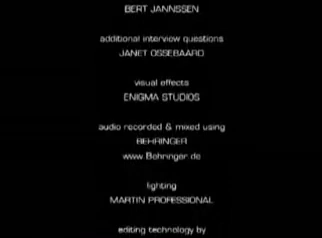 BERT JANNSSEN
additional interview questions
JANET OSSEBAARD
visual effects
ENIGMA STUDIOS
audio recorded & mixed using
BEHRINGER
www.Behringer.de
lighting
MARTIN PROFESSIONAL
editing technology by